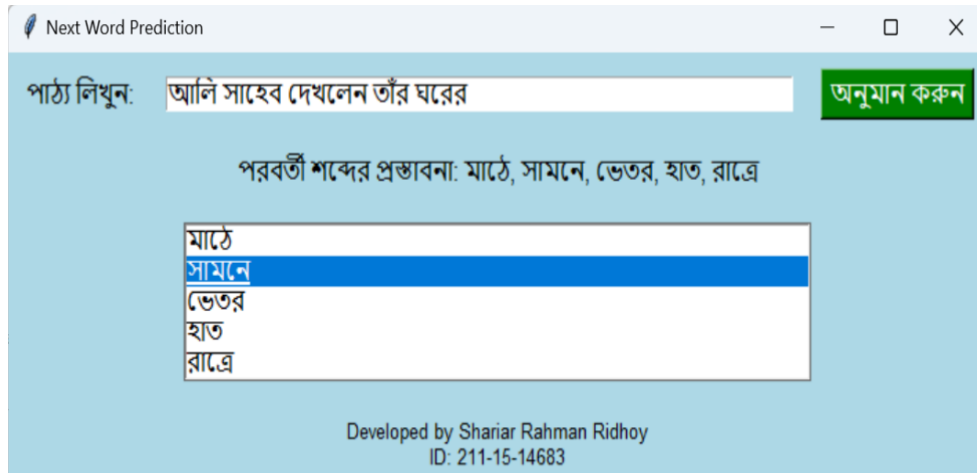 Next Word Prediction
পাঠ্য লিখুন: আলি সাহেব দেখলেন তাঁর ঘরের অনুমান করুন
পরবর্তী শব্দের প্রস্তাবনা: মাঠে, সামনে, ভেতর, হাত, রাত্রে
মাঠে
সামনে
ভেতর
হাত
রাত্রে
Developed by Shariar Rahman Ridhoy
ID: 211-15-14683